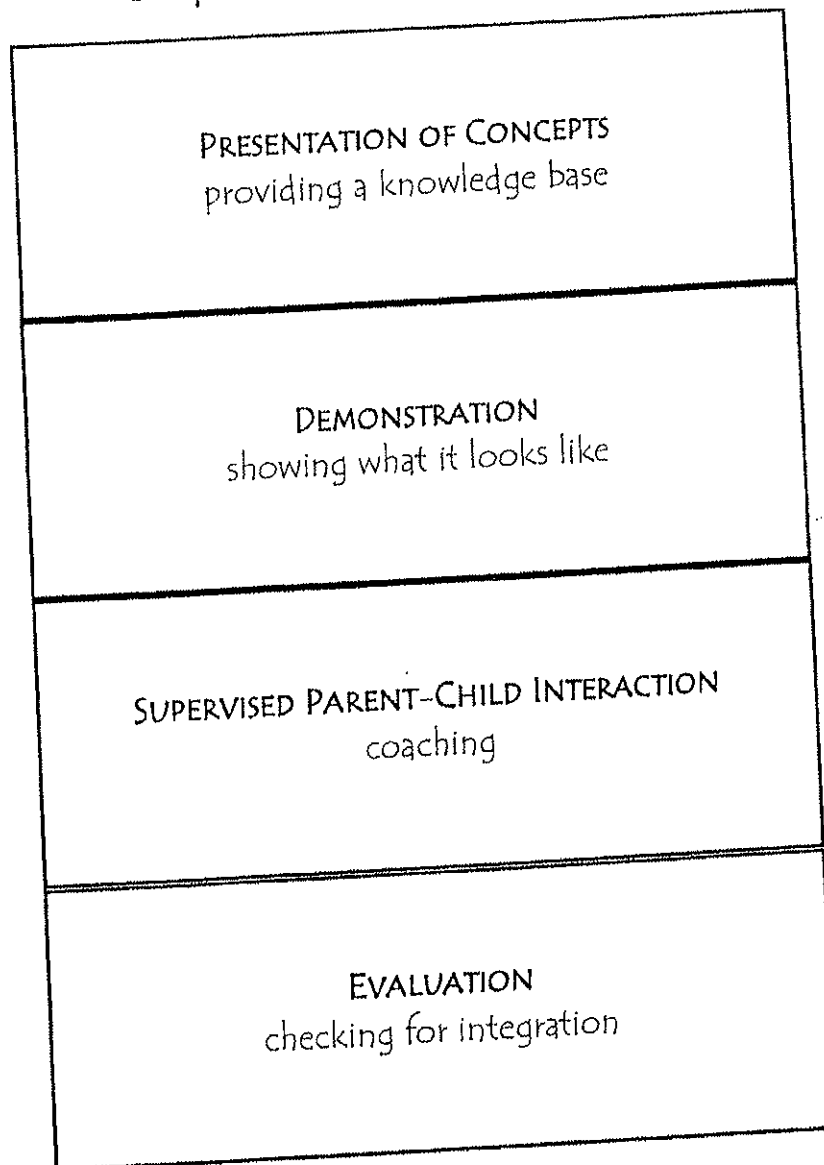 PRESENTATION OF CONCEPTS
providing a knowledge base
DEMONSTRATION
showing what it looks like
SUPERVISED PARENT-CHILD INTERACTION
coaching
EVALUATION
checking for integration